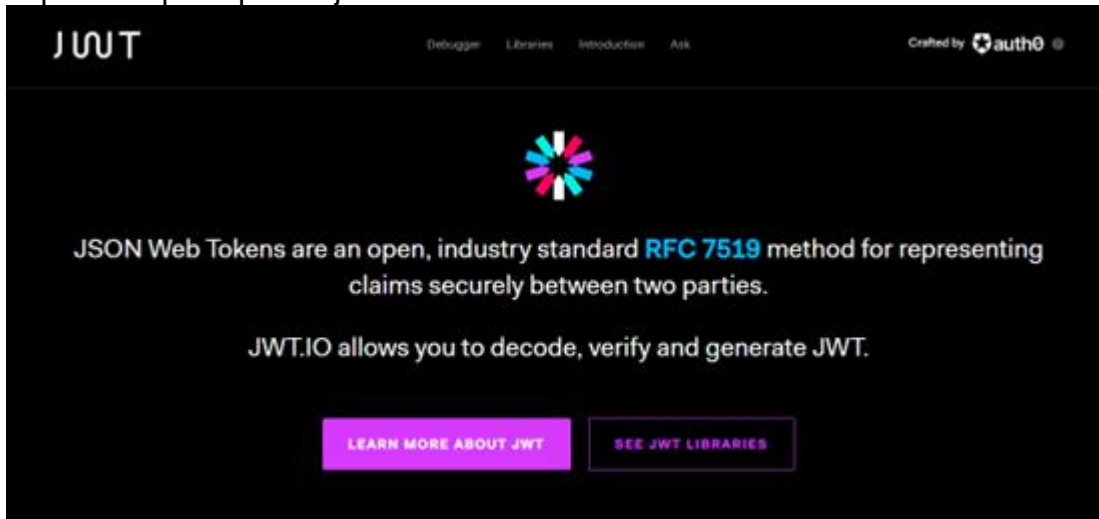 JWT
Debugger Libraries Introduction Ask
Crafted by auth0
JSON Web Tokens are an open, industry standard RFC 7519 method for representing
claims securely between two parties.
JWT.IO allows you to decode, verify and generate JWT.
LEARN MORE ABOUT JWT
SEE JWT LIBRARIES